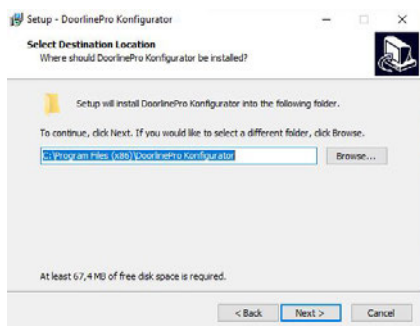 Setup - DoorlinePro Konfigurator
Select Destination Location
Where should DoorlinePro Konfigurator be installed?
Setup will install DoorlinePro Konfigurator into the following folder.
To continue, click Next. If you would like to select a different folder, click Browse.
C:\Program Files (x86)\DoorlinePro Konfigurator
Browse...
At least 67,4 MB of free disk space is required.
< Back
Next >
Cancel